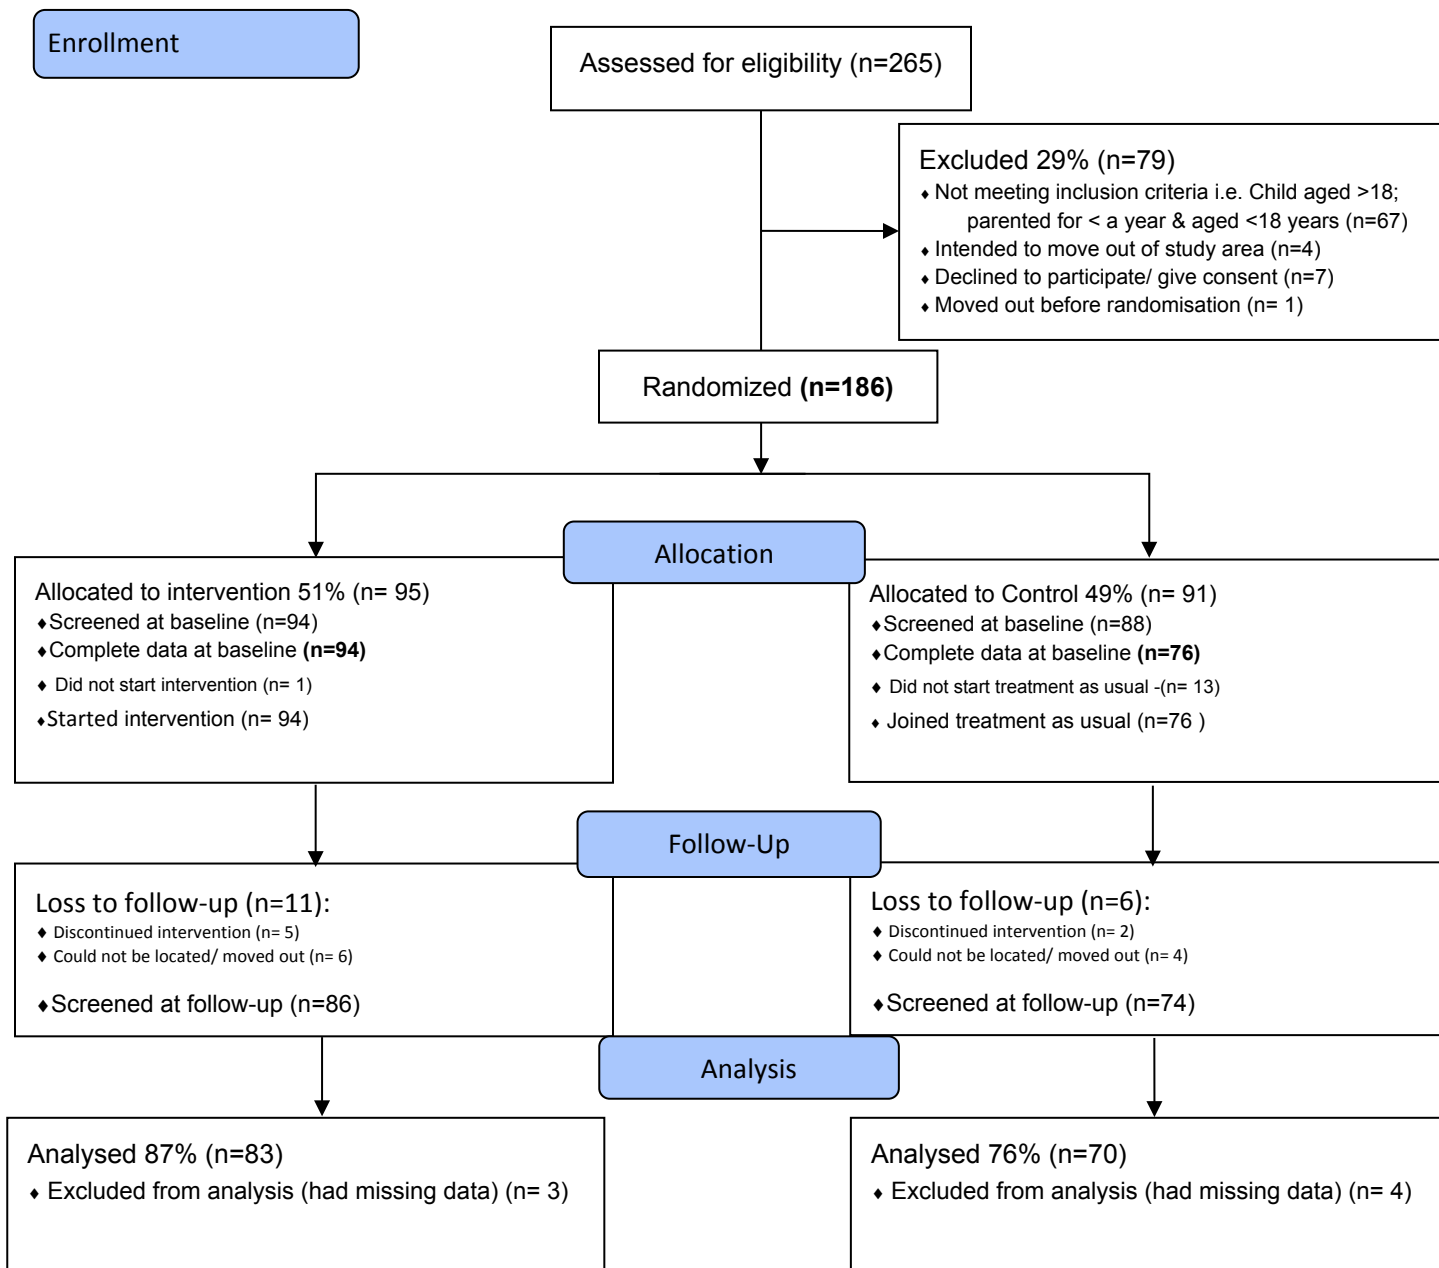 Enrollment
Assessed for eligibility (n=265)
Excluded 29% (n=79)
♦ Not meeting inclusion criteria i.e. Child aged >18;
parented for < a year & aged <18 years (n=67)
♦ Intended to move out of study area (n=4)
♦ Declined to participate/ give consent (n=7)
♦ Moved out before randomisation (n= 1)
Randomized (n=186)
Allocation
Allocated to intervention 51% (n= 95)
♦Screened at baseline (n=94)
♦Complete data at baseline (n=94)
♦ Did not start intervention (n= 1)
♦Started intervention (n= 94)
Allocated to Control 49% (n= 91)
♦Screened at baseline (n=88)
♦Complete data at baseline (n=76)
♦ Did not start treatment as usual -(n= 13)
♦ Joined treatment as usual (n=76 )
Follow-Up
Loss to follow-up (n=11):
♦ Discontinued intervention (n= 5)
♦ Could not be located/ moved out (n= 6)
♦Screened at follow-up (n=86)
Loss to follow-up (n=6):
♦ Discontinued intervention (n= 2)
♦ Could not be located/ moved out (n= 4)
♦Screened at follow-up (n=74)
Analysis
Analysed 87% (n=83)
♦ Excluded from analysis (had missing data) (n= 3)
Analysed 76% (n=70)
♦ Excluded from analysis (had missing data) (n= 4)